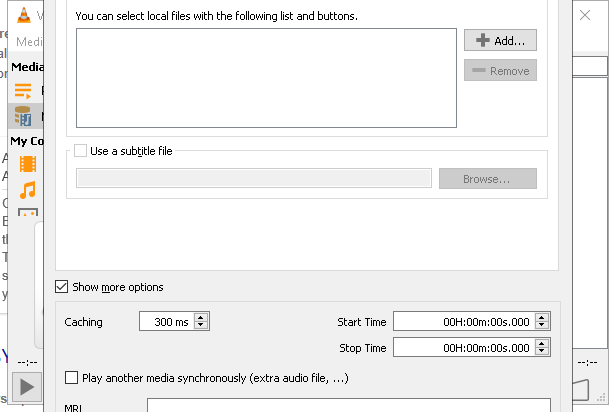 You can select local files with the following list and buttons.
Add...
Remove
Media
Media
My Co
Use a subtitle file
Browse...
Show more options
Caching
300 ms
Start Time
00H:00m:00s.000
Stop Time
00H:00m:00s.000
--:--
--:--
Play another media synchronously (extra audio file, ...)
MRL